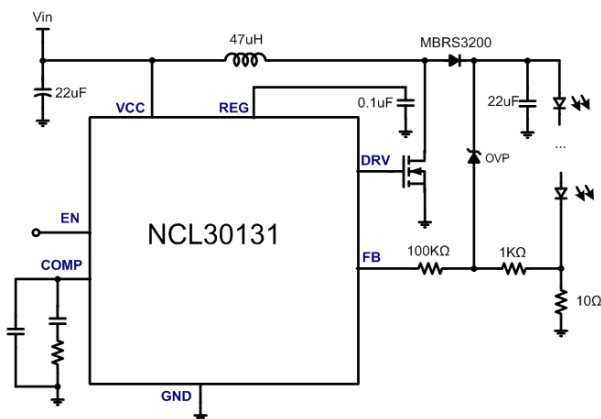 Vin
47uH
MBRS3200
22uF
VCC
REG
0.1uF
22uF
DRV
OVP
...
EN
NCL30131
COMP
FB
100KΩ
1KΩ
10Ω
GND